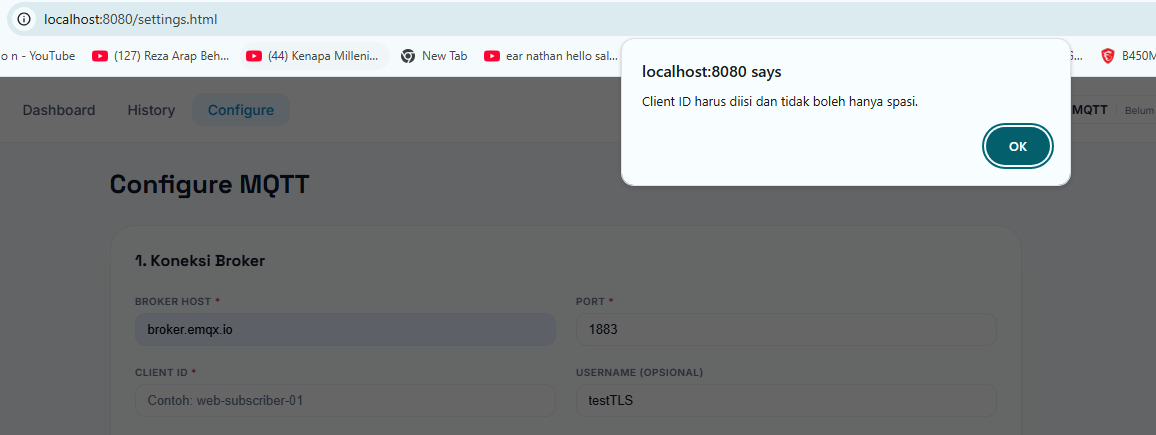 localhost:8080/settings.html
o n - YouTube
(127) Reza Arap Beh...
(44) Kenapa Millenni...
New Tab
ear nathan hello sal...
S...
B450M
localhost:8080 says
Client ID harus diisi dan tidak boleh hanya spasi.
OK
Dashboard
History
Configure
MQTT
Belum
Configure MQTT
1. Koneksi Broker
BROKER HOST *
PORT *
broker.emqx.io
1883
CLIENT ID *
USERNAME (OPSIONAL)
Contoh: web-subscriber-01
testTLS